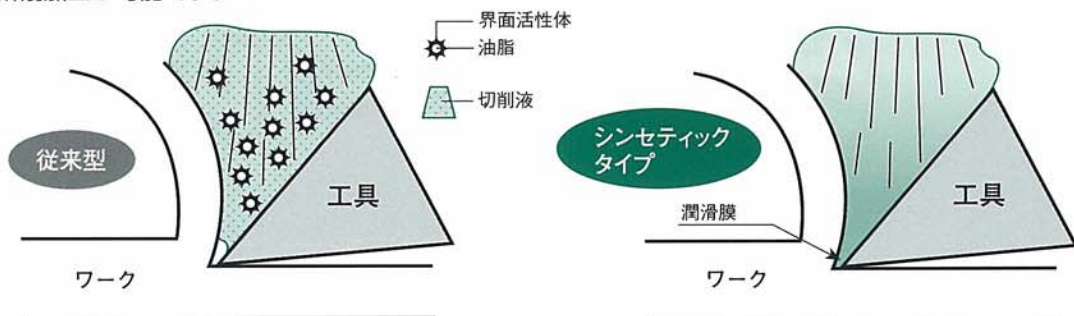 界面活性体
油脂
切削液
従来型
工具
ワーク
シンセティック
タイプ
潤滑膜
工具
ワーク